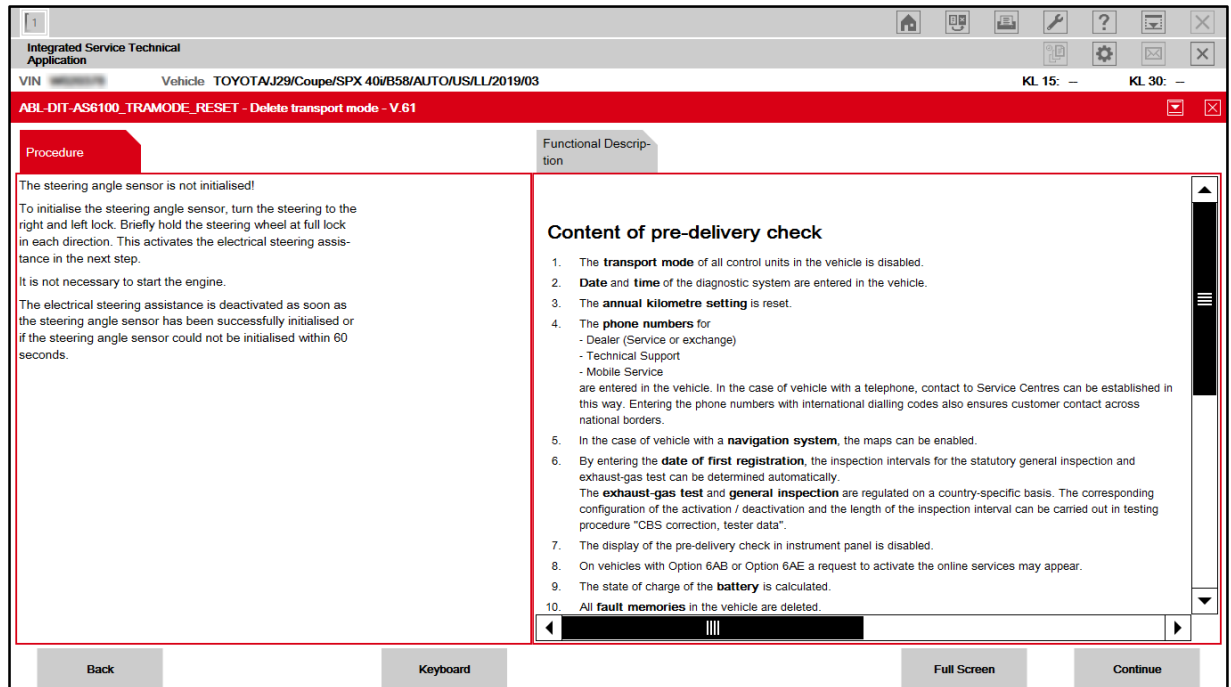 1
?
Integrated Service Technical
Application
VIN Vehicle TOYOTA/J29/Coupe/SPX 40i/B58/AUTO/US/LL/2019/03 KL 15: – KL 30: –
ABL-DIT-AS6100_TRAMODE_RESET - Delete transport mode - V.61
Procedure
Functional Descrip-
tion
The steering angle sensor is not initialised!
To initialise the steering angle sensor, turn the steering to the
right and left lock. Briefly hold the steering wheel at full lock
in each direction. This activates the electrical steering assis-
tance in the next step.
It is not necessary to start the engine.
The electrical steering assistance is deactivated as soon as
the steering angle sensor has been successfully initialised or
if the steering angle sensor could not be initialised within 60
seconds.
Content of pre-delivery check
1. The transport mode of all control units in the vehicle is disabled.
2. Date and time of the diagnostic system are entered in the vehicle.
3. The annual kilometre setting is reset.
4. The phone numbers for
- Dealer (Service or exchange)
- Technical Support
- Mobile Service
are entered in the vehicle. In the case of vehicle with a telephone, contact to Service Centres can be established in
this way. Entering the phone numbers with international dialling codes also ensures customer contact across
national borders.
5. In the case of vehicle with a navigation system, the maps can be enabled.
6. By entering the date of first registration, the inspection intervals for the statutory general inspection and
exhaust-gas test can be determined automatically.
The exhaust-gas test and general inspection are regulated on a country-specific basis. The corresponding
configuration of the activation / deactivation and the length of the inspection interval can be carried out in testing
procedure "CBS correction, tester data".
7. The display of the pre-delivery check in instrument panel is disabled.
8. On vehicles with Option 6AB or Option 6AE a request to activate the online services may appear.
9. The state of charge of the battery is calculated.
10. All fault memories in the vehicle are deleted.
Back
Keyboard
Full Screen
Continue